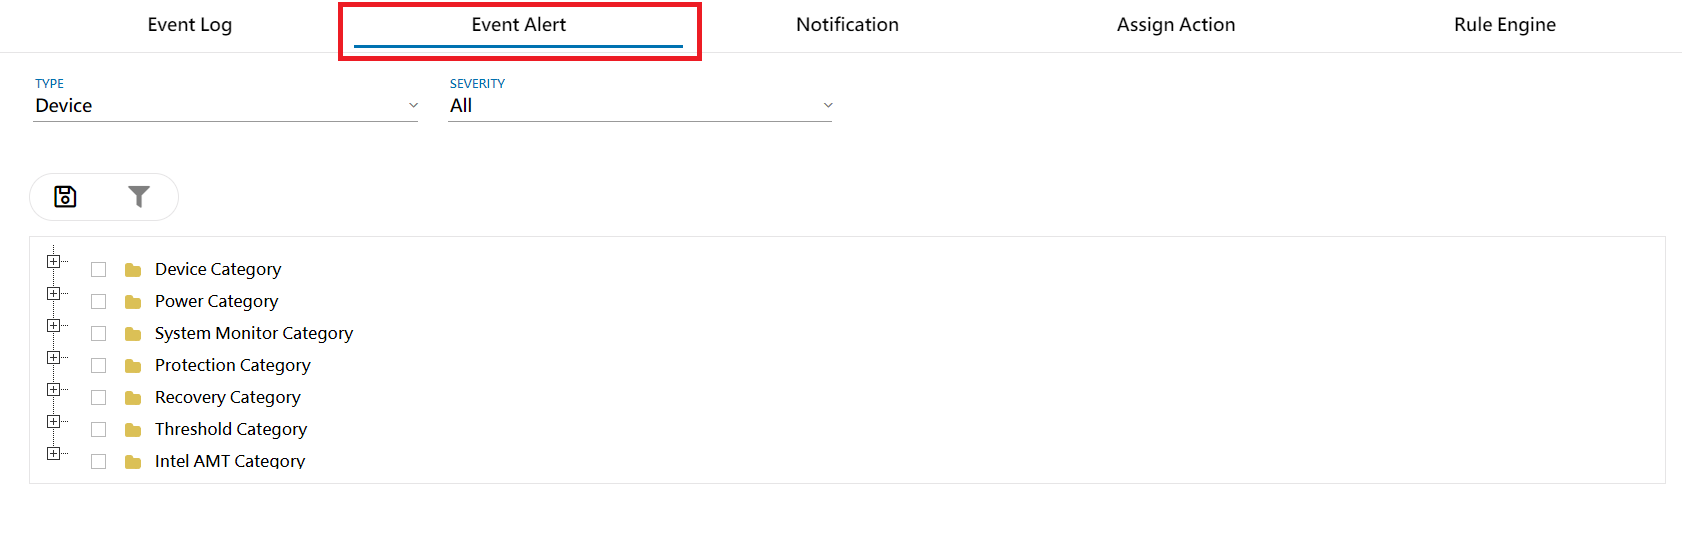 Event Log Event Alert Notification Assign Action Rule Engine
TYPE SEVERITY
Device All
Device Category
Power Category
System Monitor Category
Protection Category
Recovery Category
Threshold Category
Intel AMT Category